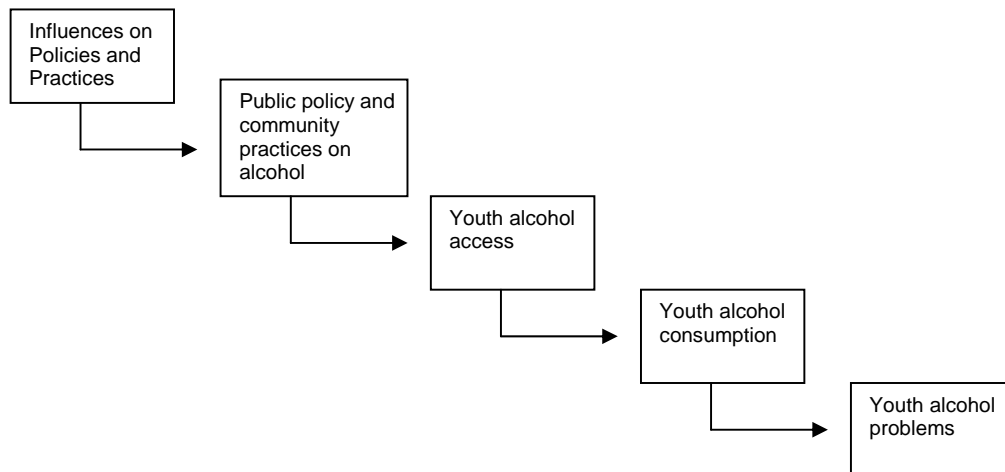 Influences on
Policies and
Practices
Public policy and
community
practices on
alcohol
Youth alcohol
access
Youth alcohol
consumption
Youth alcohol
problems